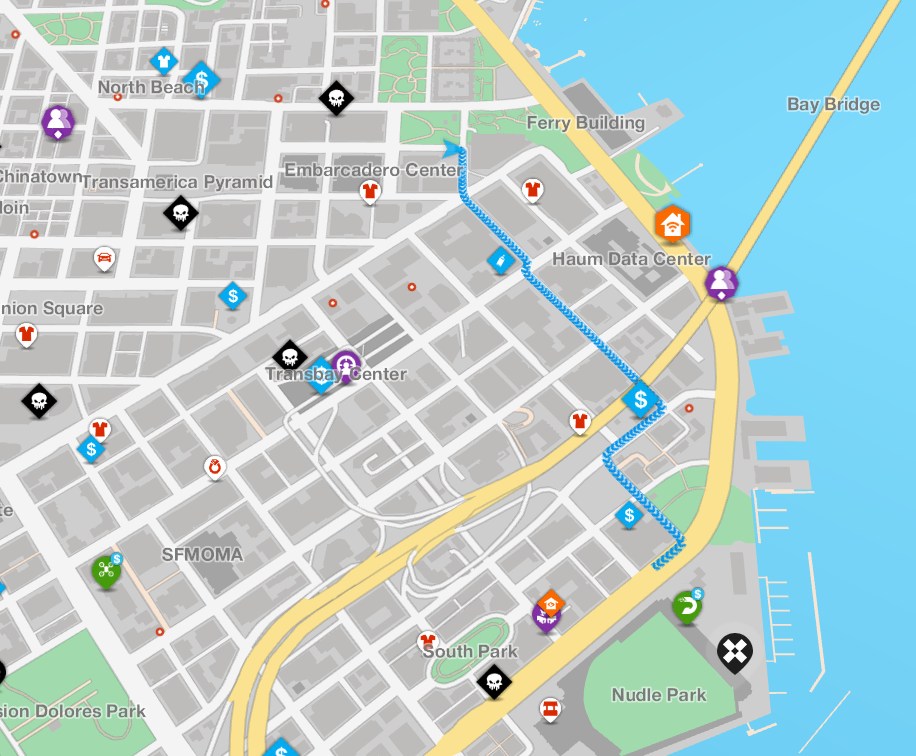 North Beach
Bay Bridge
Ferry Building
Embarcadero Center
Chinatown
Transamerica Pyramid
loin
Haum Data Center
nion Square
Transbay Center
SFMOMA
South Park
Nudle Park
sion Dolores Park